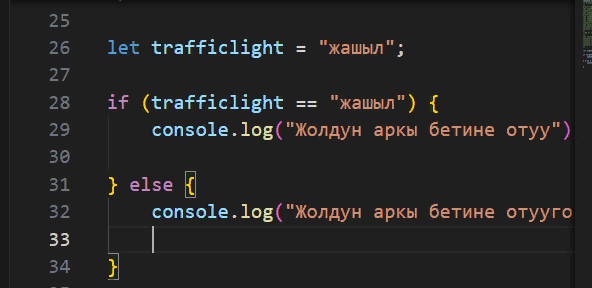 25
26 let trafficlight = "жашыл";
27
28 if (trafficlight == "жашыл") {
29 console.log("Жолдун аркы бетине отуу")
30
31 } else {
32 console.log("Жолдун аркы бетине отууго
33
34 }